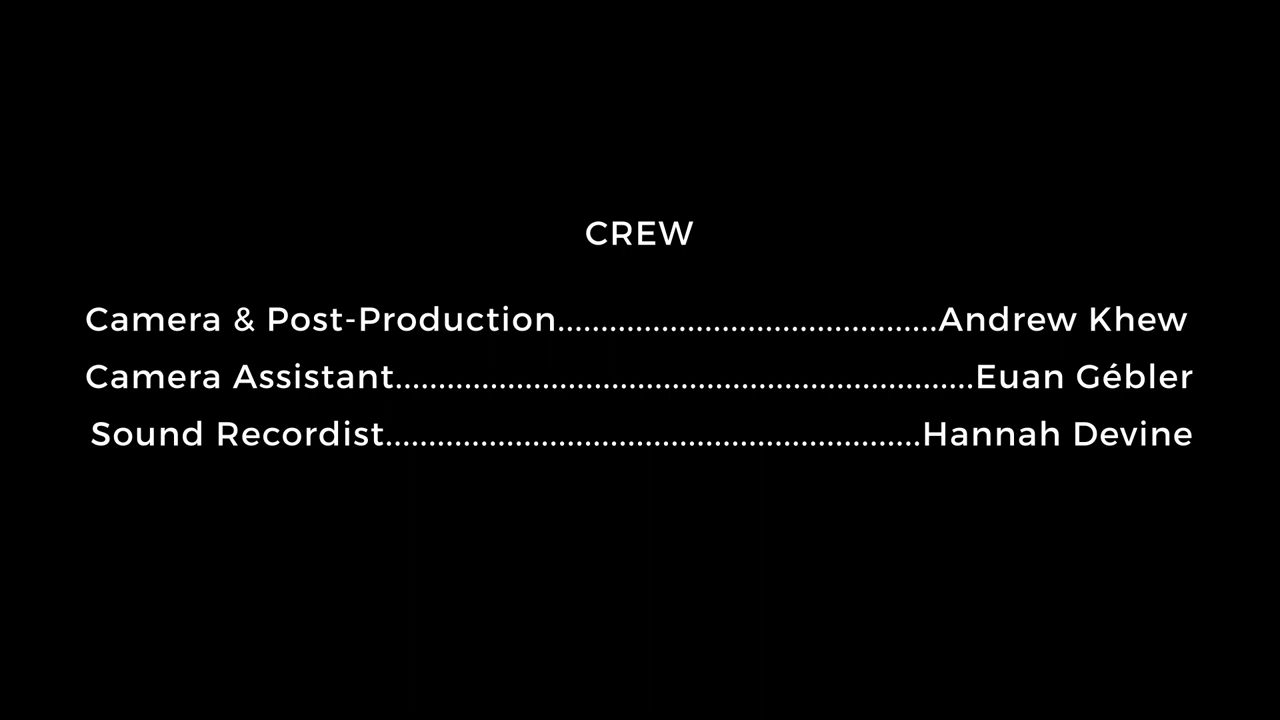 CREW
Camera & Post-Production............................................Andrew Khew
Camera Assistant...................................................................Euan Gébler
Sound Recordist..............................................................Hannah Devine